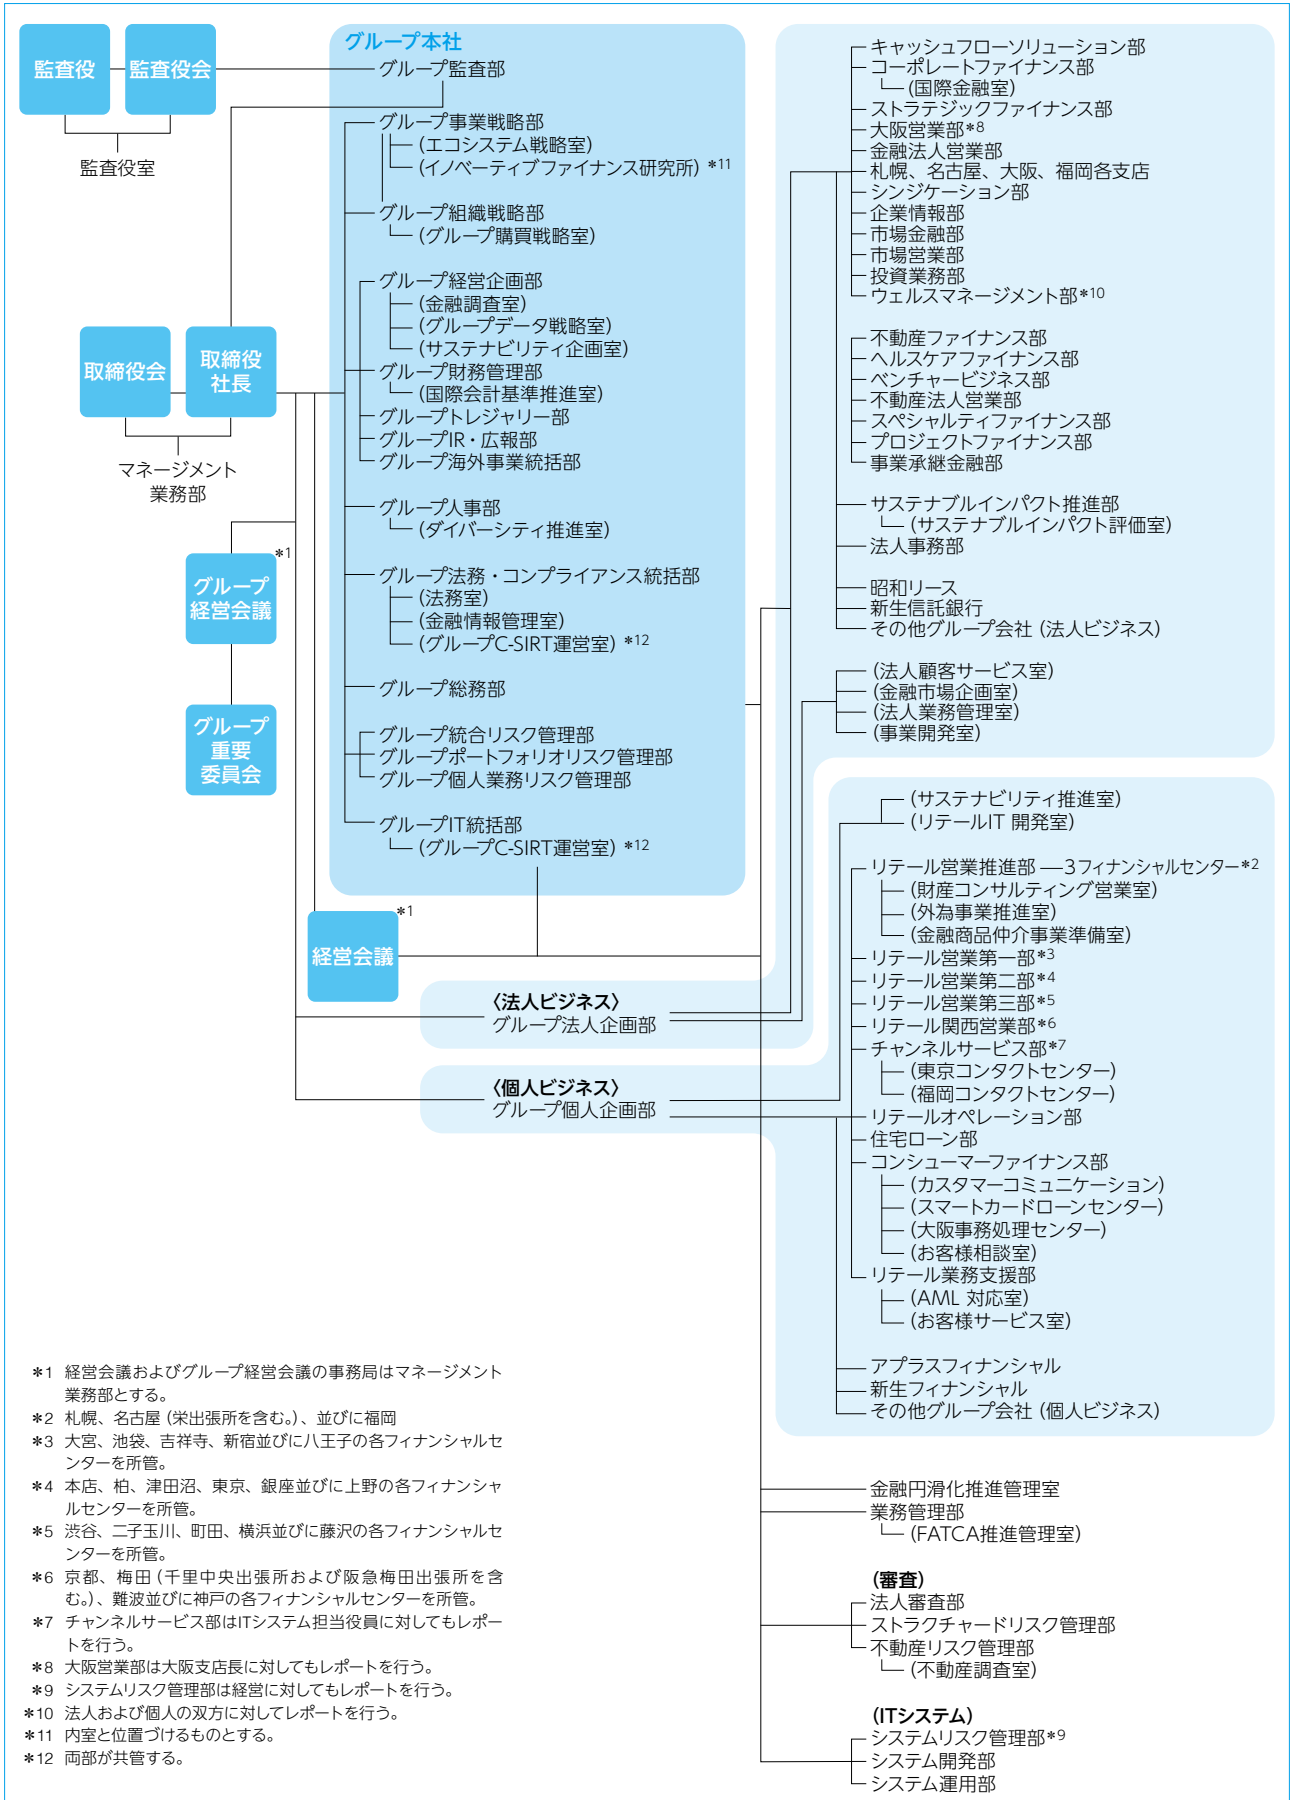 監査役
監査役会
監査役室
グループ本社
グループ監査部
グループ事業戦略部
(エコシステム戦略室)
(イノベーティブファイナンス研究所) *11
グループ組織戦略部
(グループ購買戦略室)
グループ経営企画部
(金融調査室)
(グループデータ戦略室)
(サステナビリティ企画室)
グループ財務管理部
(国際会計基準推進室)
グループトレジャリー部
グループIR・広報部
グループ海外事業統括部
グループ人事部
(ダイバーシティ推進室)
グループ法務・コンプライアンス統括部
(法務室)
(金融情報管理室)
(グループC-SIRT運営室) *12
グループ総務部
グループ統合リスク管理部
グループポートフォリオリスク管理部
グループ個人業務リスク管理部
グループIT統括部
(グループC-SIRT運営室) *12
取締役会
取締役
社長
マネージメント
業務部
*1
グループ
経営会議
グループ
重要
委員会
*1
経営会議
〈法人ビジネス〉
グループ法人企画部
〈個人ビジネス〉
グループ個人企画部
キャッシュフローソリューション部
コーポレートファイナンス部
(国際金融室)
ストラテジックファイナンス部
大阪営業部*8
金融法人営業部
札幌、名古屋、大阪、福岡各支店
シンジケーション部
企業情報部
市場金融部
市場営業部
投資業務部
ウェルスマネージメント部*10
不動産ファイナンス部
ヘルスケアファイナンス部
ベンチャービジネス部
不動産法人営業部
スペシャルティファイナンス部
プロジェクトファイナンス部
事業承継金融部
サステナブルインパクト推進部
(サステナブルインパクト評価室)
法人事務部
昭和リース
新生信託銀行
その他グループ会社 (法人ビジネス)
(法人顧客サービス室)
(金融市場企画室)
(法人業務管理室)
(事業開発室)
(サステナビリティ推進室)
(リテールIT 開発室)
リテール営業推進部 —3フィナンシャルセンター*2
(財産コンサルティング営業室)
(外為事業推進室)
(金融商品仲介事業準備室)
リテール営業第一部*3
リテール営業第二部*4
リテール営業第三部*5
リテール関西営業部*6
チャンネルサービス部*7
(東京コンタクトセンター)
(福岡コンタクトセンター)
リテールオペレーション部
住宅ローン部
コンシューマーファイナンス部
(カスタマーコミュニケーション)
(スマートカードローンセンター)
(大阪事務処理センター)
(お客様相談室)
リテール業務支援部
(AML 対応室)
(お客様サービス室)
アプラスフィナンシャル
新生フィナンシャル
その他グループ会社 (個人ビジネス)
金融円滑化推進管理室
業務管理部
(FATCA推進管理室)
(審査)
法人審査部
ストラクチャードリスク管理部
不動産リスク管理部
(不動産調査室)
(ITシステム)
システムリスク管理部*9
システム開発部
システム運用部
*1 経営会議およびグループ経営会議の事務局はマネージメント
業務部とする。
*2 札幌、名古屋 (栄出張所を含む。)、並びに福岡
*3 大宮、池袋、吉祥寺、新宿並びに八王子の各フィナンシャルセ
ンターを所管。
*4 本店、柏、津田沼、東京、銀座並びに上野の各フィナンシャ
ルセンターを所管。
*5 渋谷、二子玉川、町田、横浜並びに藤沢の各フィナンシャルセ
ンターを所管。
*6 京都、梅田 (千里中央出張所および阪急梅田出張所を含
む。)、難波並びに神戸の各フィナンシャルセンターを所管。
*7 チャンネルサービス部はITシステム担当役員に対してもレポー
トを行う。
*8 大阪営業部は大阪支店長に対してもレポートを行う。
*9 システムリスク管理部は経営に対してもレポートを行う。
*10 法人および個人の双方に対してレポートを行う。
*11 内室と位置づけるものとする。
*12 両部が共管する。